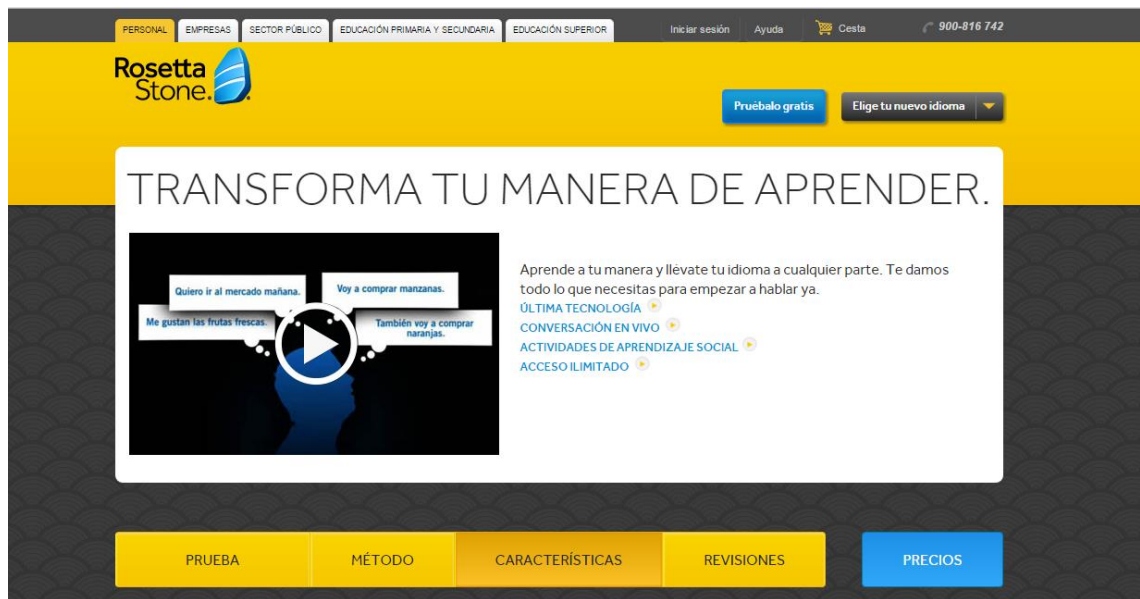 PERSONAL EMPRESAS SECTOR PÚBLICO EDUCACIÓN PRIMARIA Y SECUNDARIA EDUCACIÓN SUPERIOR Iniciar sesión Ayuda Cesta 900-816 742
Rosetta
Stone.
Pruébalo gratis Elige tu nuevo idioma
TRANSFORMA TU MANERA DE APRENDER.
Quiero ir al mercado mañana.
Voy a comprar manzanas.
Me gustan las frutas frescas.
También voy a comprar
naranjas.
Aprende a tu manera y llévate tu idioma a cualquier parte. Te damos
todo lo que necesitas para empezar a hablar ya.
ÚLTIMA TECNOLOGÍA
CONVERSACIÓN EN VIVO
ACTIVIDADES DE APRENDIZAJE SOCIAL
ACCESO ILIMITADO
PRUEBA MÉTODO CARACTERÍSTICAS REVISIONES PRECIOS